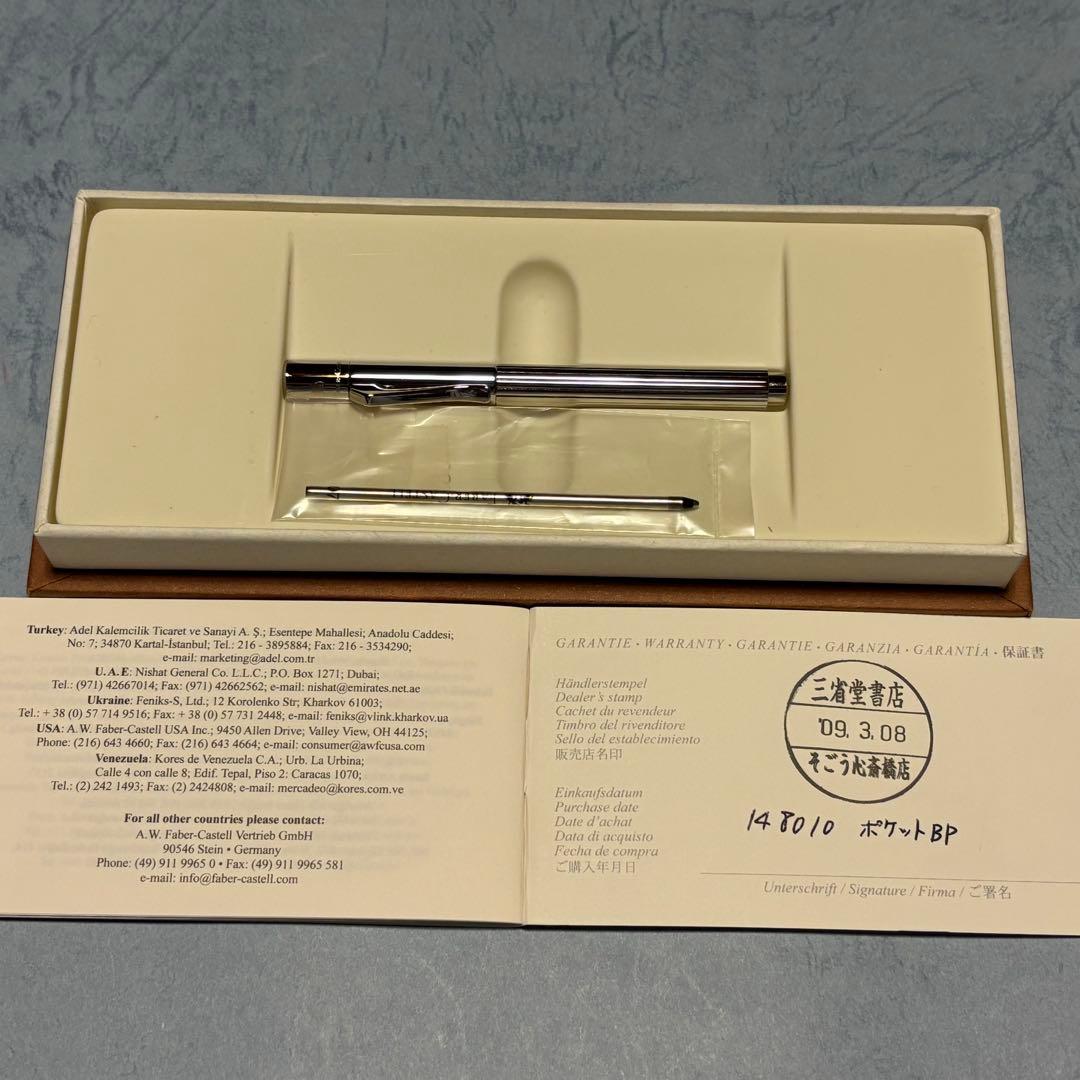 FABER-CASTELL
Turkey: Adel Kalemcilik Ticaret ve Sanayi A. Ş.; Esentepe Mahallesi; Anadolu Caddesi;
No: 7; 34870 Kartal-İstanbul; Tel.: 216 - 3895884; Fax: 216 - 3534290;
e-mail: marketing@adel.com.tr
U.A.E: Nishat General Co. L.L.C.; P.O. Box 1271; Dubai;
Tel.: (971) 42667014; Fax: (971) 42662562; e-mail: nishat@emirates.net.ae
Ukraine: Feniks-S, Ltd.; 12 Korolenko Str; Kharkov 61003;
Tel.: + 38 (0) 57 714 9516; Fax: + 38 (0) 57 731 2448; e-mail: feniks@vlink.kharkov.ua
USA: A.W. Faber-Castell USA Inc.; 9450 Allen Drive; Valley View, OH 44125;
Phone: (216) 643 4660; Fax: (216) 643 4664; e-mail: consumer@awfcusa.com
Venezuela: Kores de Venezuela C.A.; Urb. La Urbina;
Calle 4 con calle 8; Edif. Tepal, Piso 2: Caracas 1070;
Tel.: (2) 242 1493; Fax: (2) 2424808; e-mail: mercadeo@kores.com.ve
For all other countries please contact:
A.W. Faber-Castell Vertrieb GmbH
90546 Stein • Germany
Phone: (49) 911 9965 0 • Fax: (49) 911 9965 581
e-mail: info@faber-castell.com
GARANTIE · WARRANTY · GARANTIE · GARANZIA · GARANTÍA · 保証書
Händlerstempel
Dealer's stamp
Cachet du revendeur
Timbro del rivenditore
Sello del establecimiento
販売店名印
三省堂書店
'09. 3. 08
そごう心斎橋店
Einkaufsdatum
Purchase date
Date d'achat
Data di acquisto
Fecha de compra
ご購入年月日
148010 ポケットBP
Unterschrift / Signature / Firma / ご署名